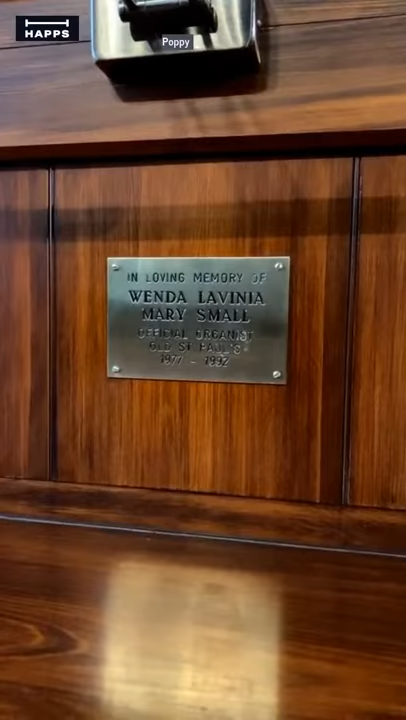 HAPPS
Poppy
IN LOVING MEMORY OF
WENDA LAVINIA
MARY SMALL
OFFICIAL ORGANIST
OLD ST PAUL'S
1977 - 1992